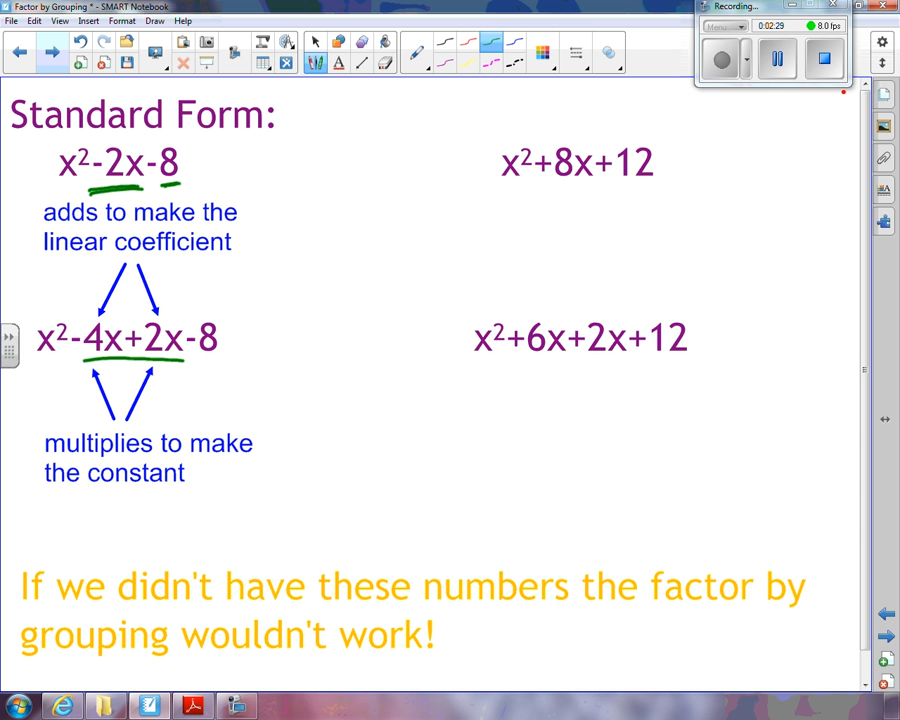 Factor by Grouping * - SMART Notebook
Recording...
File Edit View Insert Format Draw Help
Menu
0:02:29
8.0 fps
Standard Form:
x²-2x-8
x²+8x+12
adds to make the
linear coefficient
x²-4x+2x-8
x²+6x+2x+12
multiplies to make
the constant
If we didn't have these numbers the factor by
grouping wouldn't work!